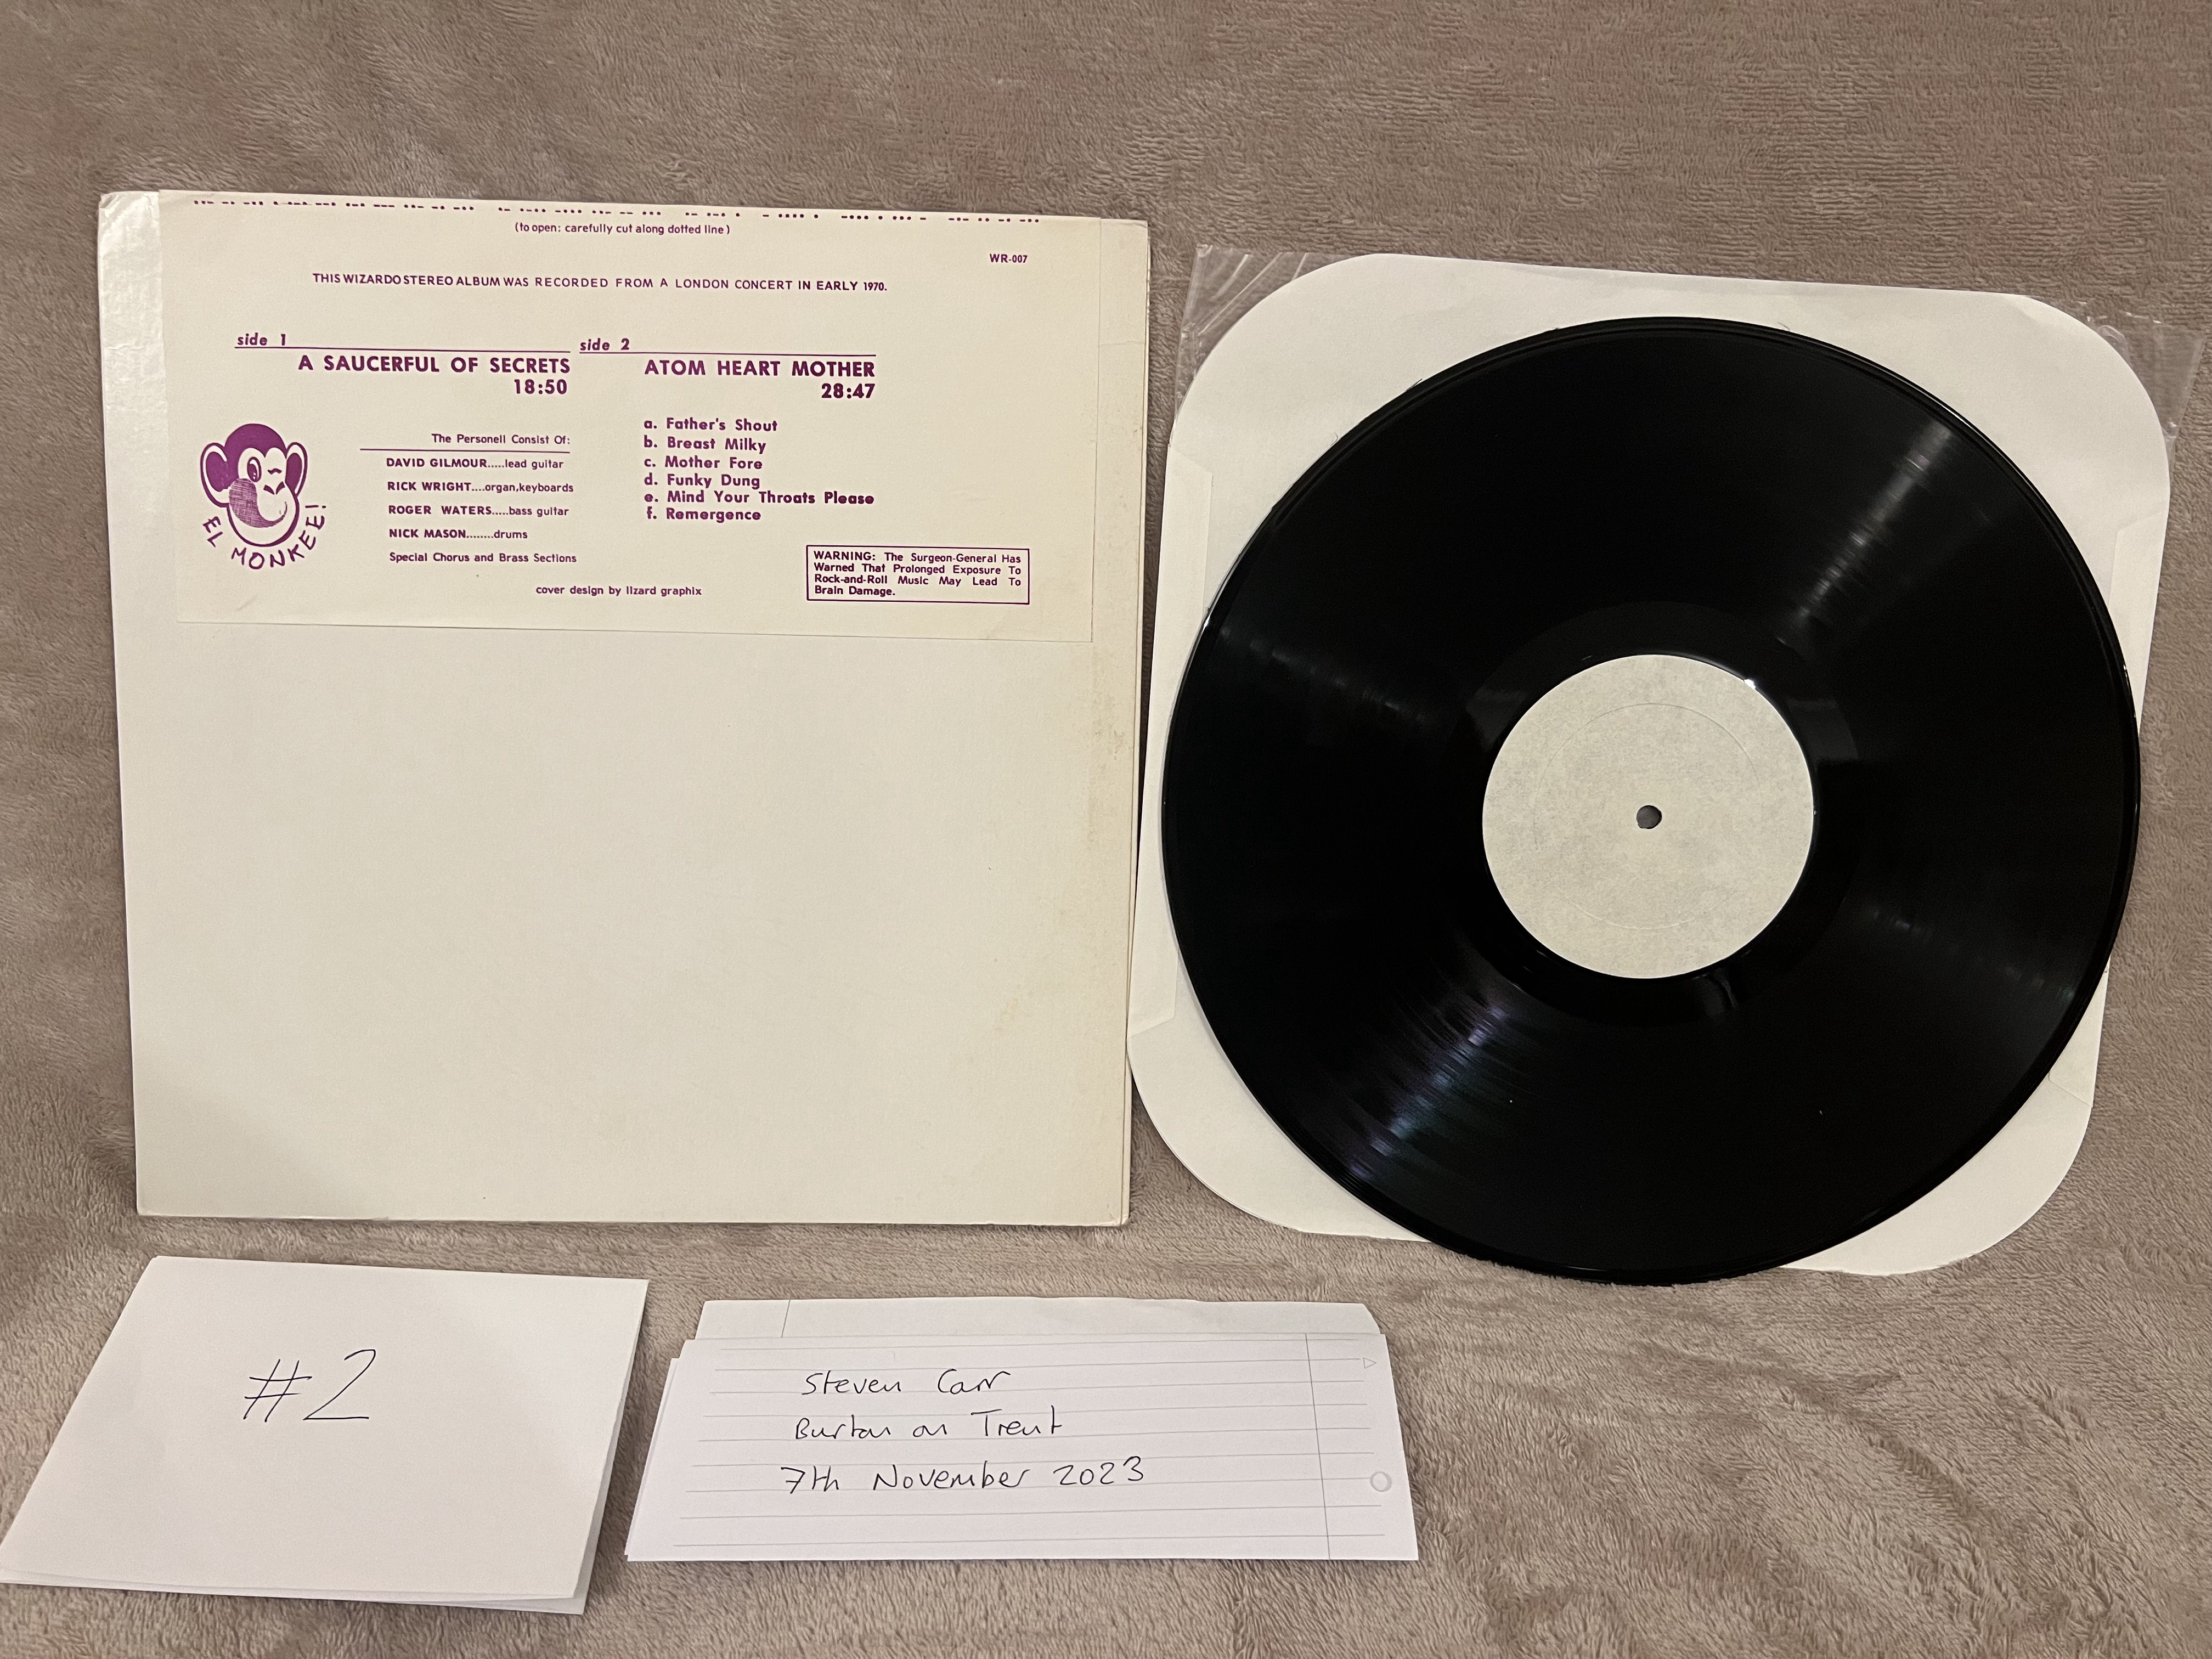 (to open: carefully cut along dotted line)
WR-007
THIS WIZARDO STEREO ALBUM WAS RECORDED FROM A LONDON CONCERT IN EARLY 1970.
side 1
A SAUCERFUL OF SECRETS
18:50
side 2
ATOM HEART MOTHER
28:47
a. Father's Shout
b. Breast Milky
c. Mother Fore
d. Funky Dung
e. Mind Your Throats Please
f. Remergence
The Personell Consist Of:
DAVID GILMOUR.....lead guitar
RICK WRIGHT....organ,keyboards
ROGER WATERS.....bass guitar
NICK MASON........drums
Special Chorus and Brass Sections
EL MONKEE!
cover design by lizard graphix
WARNING: The Surgeon-General Has
Warned That Prolonged Exposure To
Rock-and-Roll Music May Lead To
Brain Damage.
#2
Steven Carr
Burton on Trent
7th November 2023